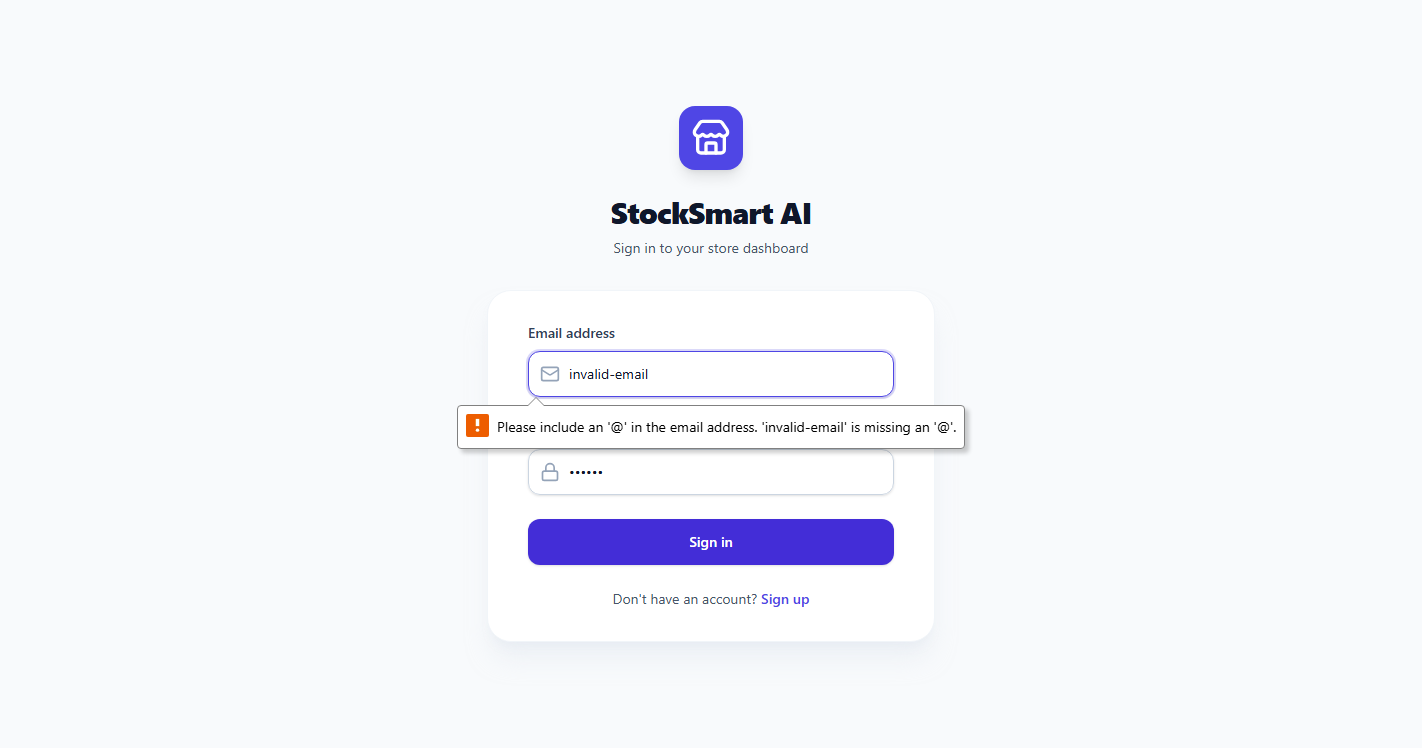 StockSmart AI
Sign in to your store dashboard
Email address
invalid-email
! Please include an '@' in the email address. 'invalid-email' is missing an '@'.
••••••
Sign in
Don't have an account? Sign up